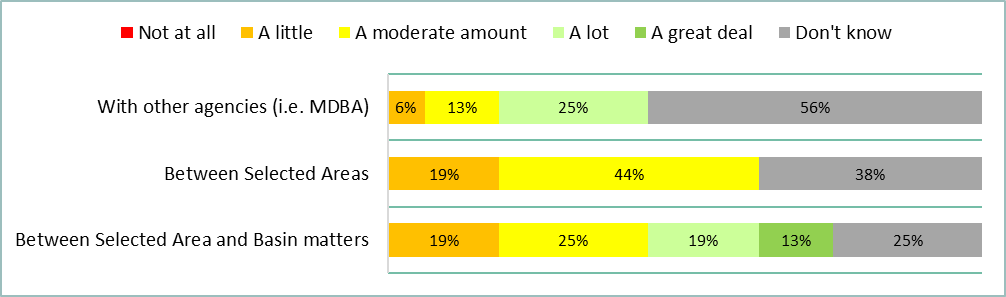 Not at all A little A moderate amount A lot A great deal Don't know
With other agencies (i.e. MDBA) 6% 13% 25% 56%
Between Selected Areas 19% 44% 38%
Between Selected Area and Basin matters 19% 25% 19% 13% 25%